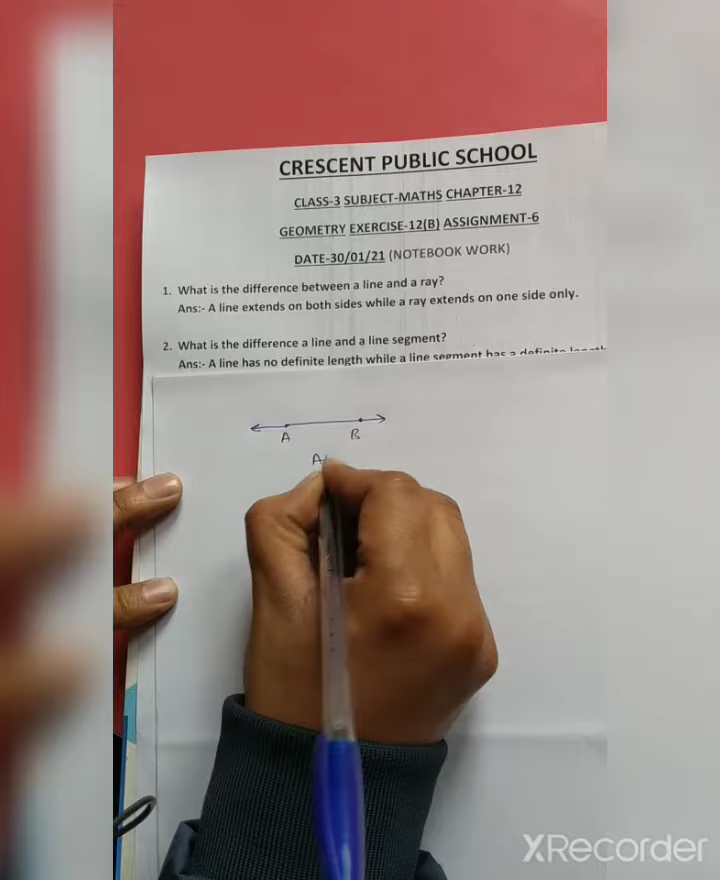 CRESCENT PUBLIC SCHOOL
CLASS-3 SUBJECT-MATHS CHAPTER-12
GEOMETRY EXERCISE-12(B) ASSIGNMENT-6
DATE-30/01/21 (NOTEBOOK WORK)
1. What is the difference between a line and a ray?
Ans:- A line extends on both sides while a ray extends on one side only.
2. What is the difference a line and a line segment?
Ans:- A line has no definite length while a line segment has a definite length
A B
A
XRecorder